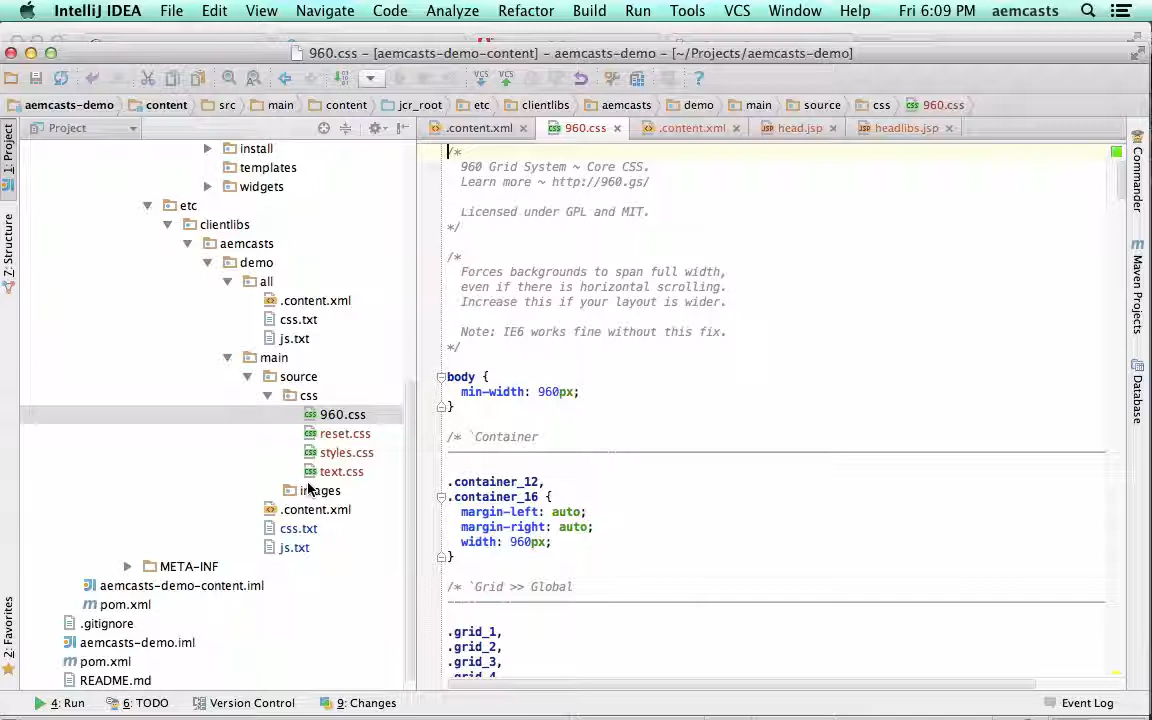 IntelliJ IDEA File Edit View Navigate Code Analyze Refactor Build Run Tools VCS Window Help Fri 6:09 PM aemcasts
960.css - [aemcasts-demo-content] - aemcasts-demo - [~/Projects/aemcasts-demo]
VCS VCS ?
aemcasts-demo content src main content jcr_root etc clientlibs aemcasts demo main source css 960.css
Project
.content.xml 960.css .content.xml head.jsp headlibs.jsp
1: Project
Z: Structure
2: Favorites
install
templates
widgets
etc
clientlibs
aemcasts
demo
all
.content.xml
css.txt
js.txt
main
source
css
960.css
reset.css
styles.css
text.css
images
.content.xml
css.txt
js.txt
META-INF
aemcasts-demo-content.iml
pom.xml
.gitignore
aemcasts-demo.iml
pom.xml
README.md
/*
960 Grid System ~ Core CSS.
Learn more ~ http://960.gs/
Licensed under GPL and MIT.
*/
/*
Forces backgrounds to span full width,
even if there is horizontal scrolling.
Increase this if your layout is wider.
Note: IE6 works fine without this fix.
*/
body {
min-width: 960px;
}
/* `Container
.container_12,
.container_16 {
margin-left: auto;
margin-right: auto;
width: 960px;
}
/* `Grid >> Global
.grid_1,
.grid_2,
.grid_3,
.grid_4,
Commander
Maven Projects
Database
4: Run 6: TODO Version Control 9: Changes Event Log